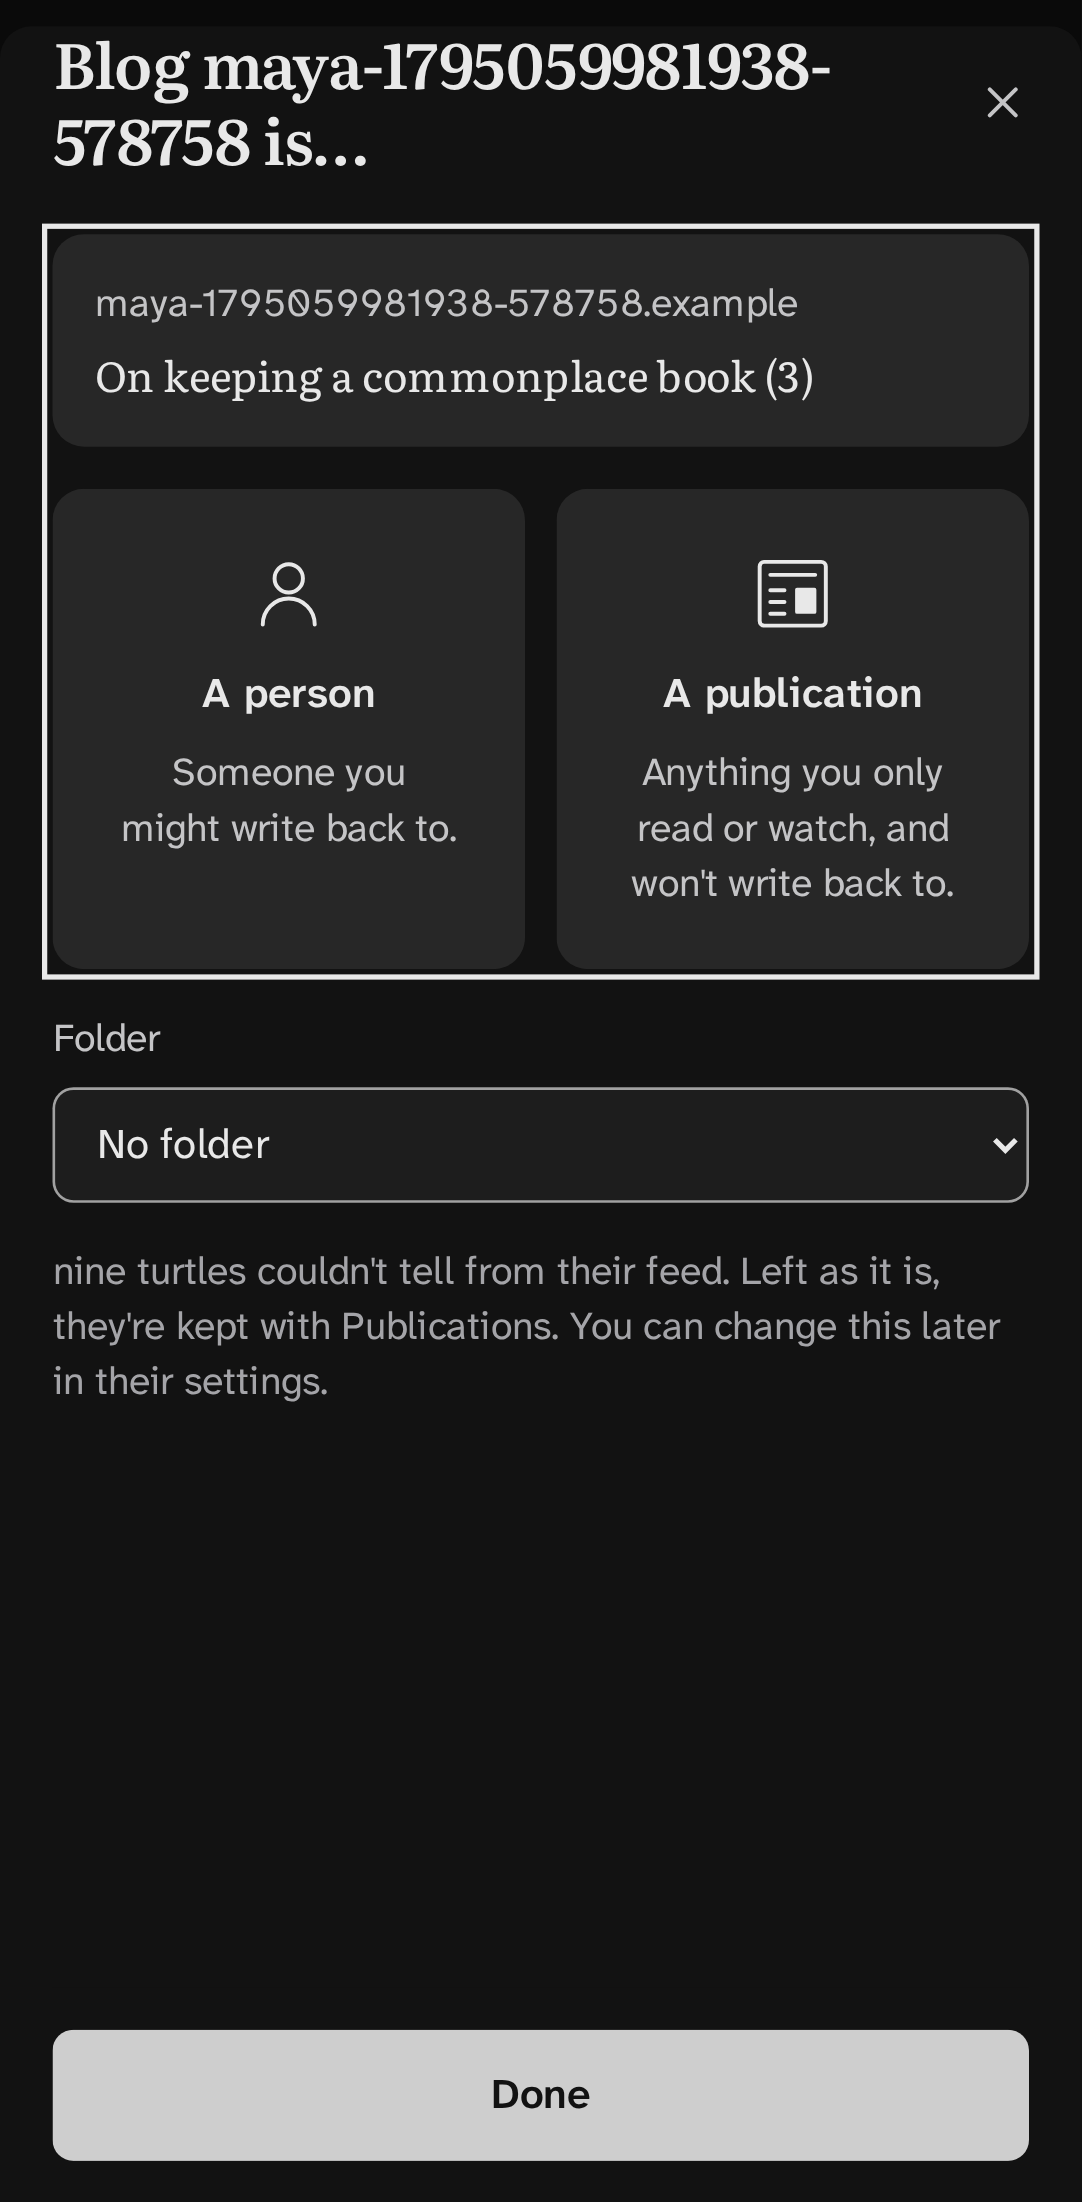 Blog maya-1795059981938-
578758 is...
maya-1795059981938-578758.example
On keeping a commonplace book (3)
A person
Someone you
might write back to.
A publication
Anything you only
read or watch, and
won't write back to.
Folder
No folder
nine turtles couldn't tell from their feed. Left as it is,
they're kept with Publications. You can change this later
in their settings.
Done